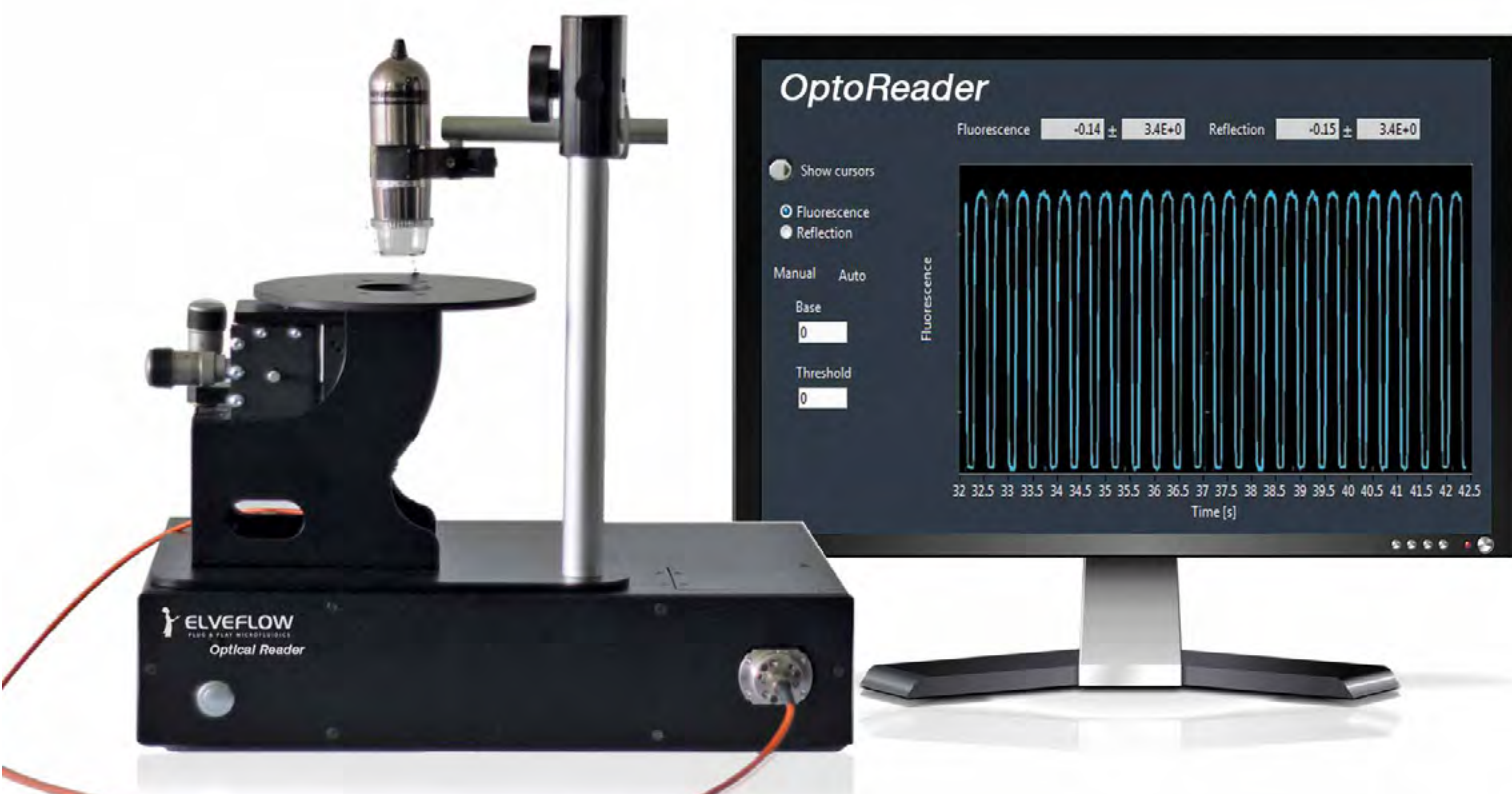 OptoReader
Fluorescence -0.14 ± 3.4E+0 Reflection -0.15 ± 3.4E+0
Show cursors
Fluorescence
Reflection
Manual Auto
Base
0
Threshold
0
Fluorescence
32 32.5 33 33.5 34 34.5 35 35.5 36 36.5 37 37.5 38 38.5 39 39.5 40 40.5 41 41.5 42 42.5
Time [s]
ELVEFLOW
PLUG & PLAY MICROFLUIDICS
Optical Reader